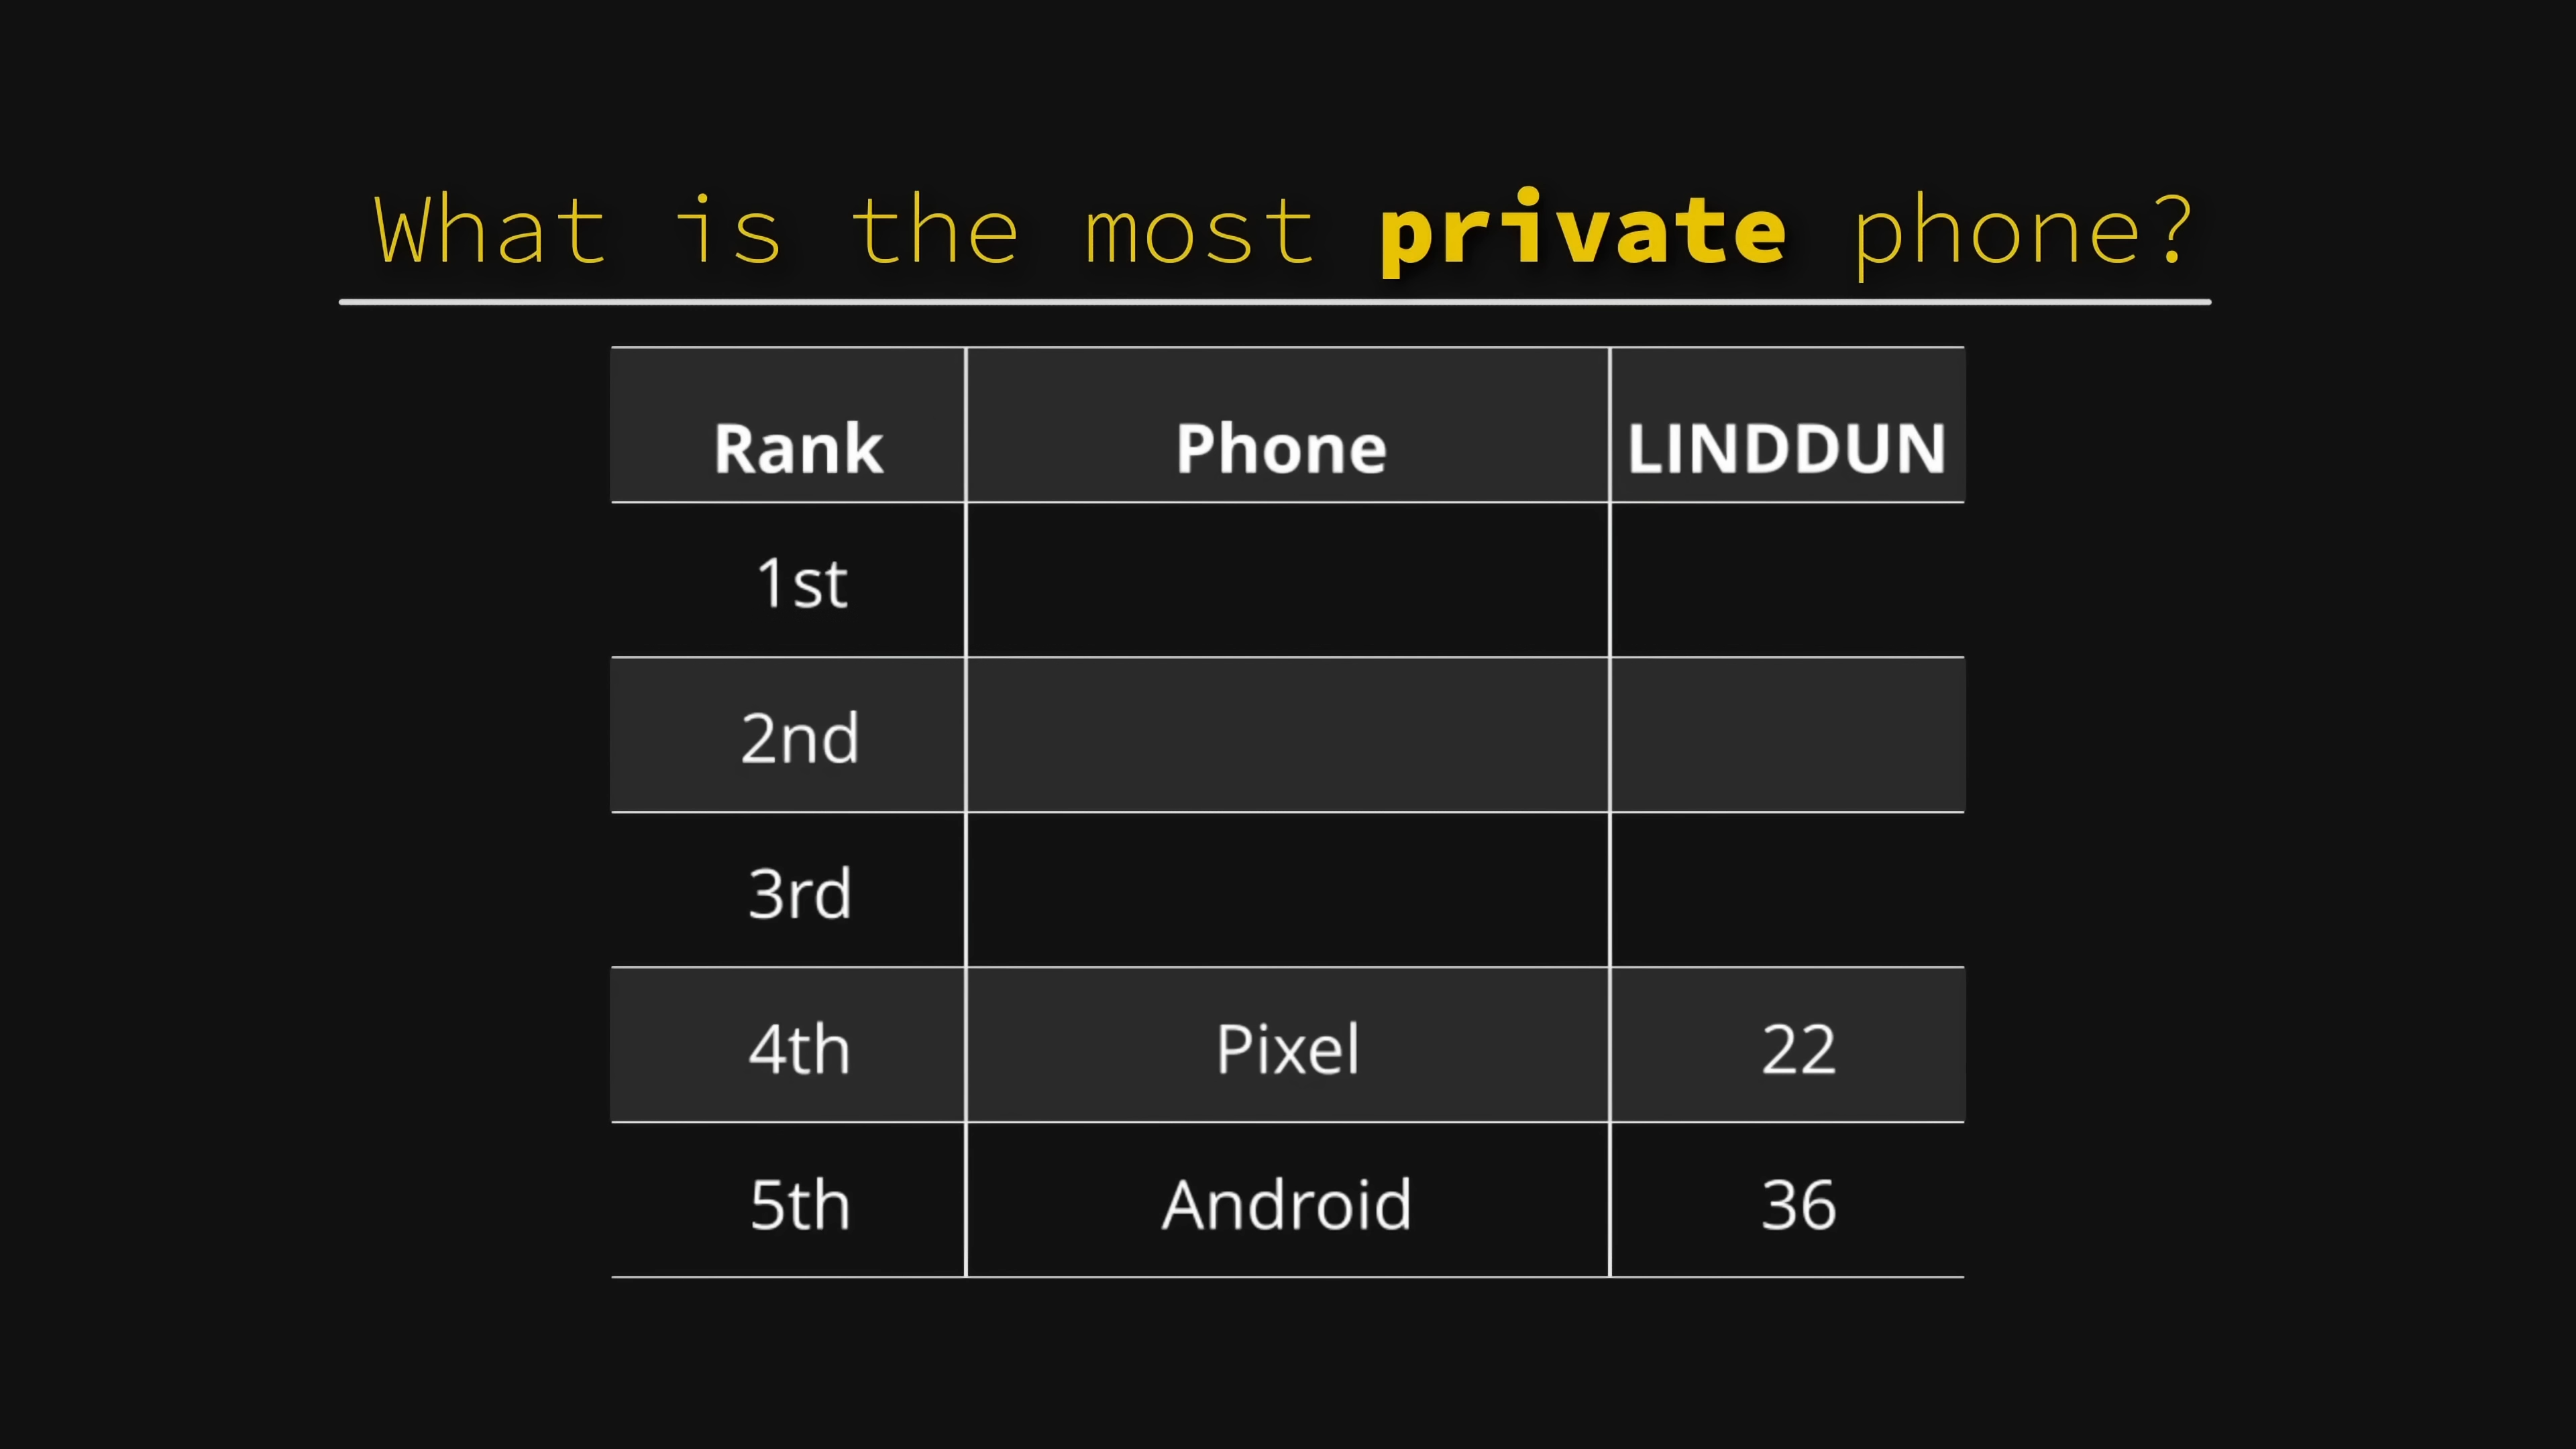 What is the most private phone?
Rank Phone LINDDUN
1st
2nd
3rd
4th Pixel 22
5th Android 36